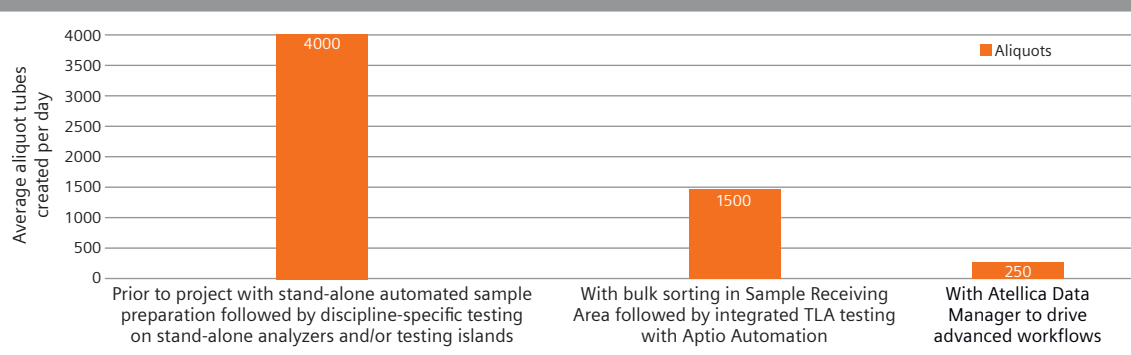 Average aliquot tubes
created per day
4000
3500
3000
2500
2000
1500
1000
500
0
4000
1500
250
Aliquots
Prior to project with stand-alone automated sample
preparation followed by discipline-specific testing
on stand-alone analyzers and/or testing islands
With bulk sorting in Sample Receiving
Area followed by integrated TLA testing
with Aptio Automation
With Atellica Data
Manager to drive
advanced workflows